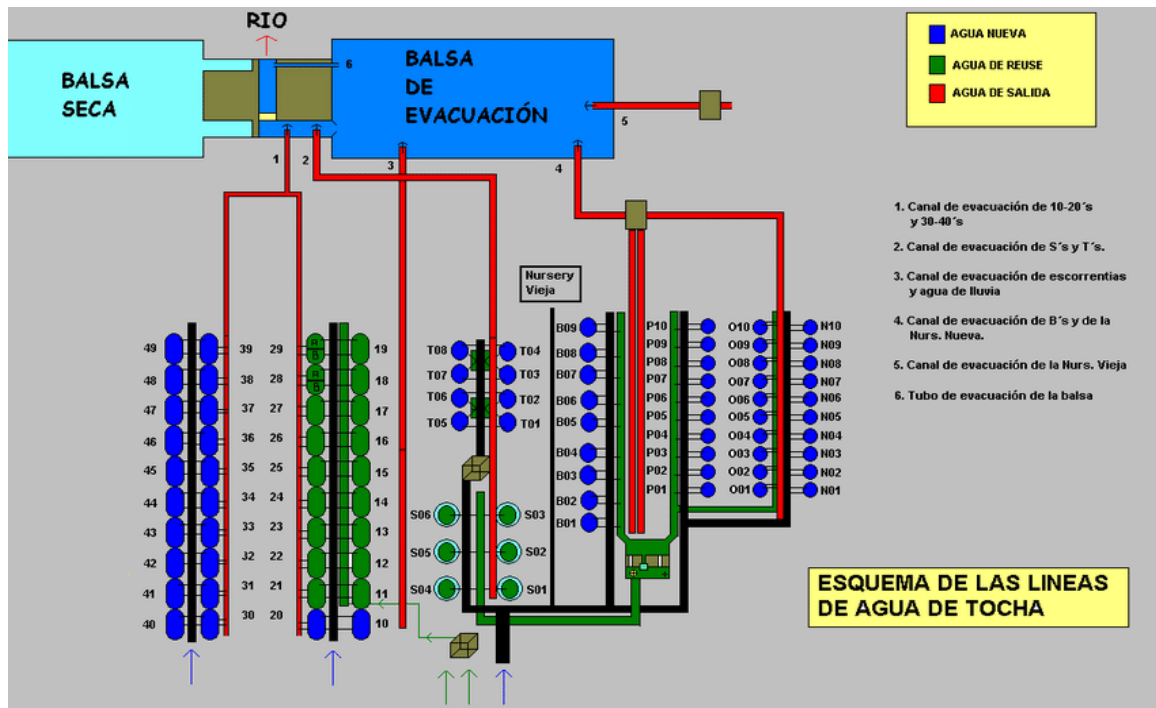 RIO
BALSA
SECA
BALSA
DE
EVACUACIÓN
6
5
1
2
3
4
AGUA NUEVA
AGUA DE REUSE
AGUA DE SALIDA
1. Canal de evacuación de 10-20´s
y 30-40´s
2. Canal de evacuación de S´s y T´s.
3. Canal de evacuación de escorrentias
y agua de lluvia
4. Canal de evacuación de B´s y de la
Nurs. Nueva.
5. Canal de evacuación de la Nurs. Vieja
6. Tubo de evacuación de la balsa
Nursery
Vieja
49 39 29 A B 19
48 38 28 A B 18
47 37 27 17
46 36 26 16
45 35 25 15
44 34 24 14
43 33 23 13
42 32 22 12
41 31 21 11
40 30 20 10
T08 T04
T07 T03
T06 T02
T05 T01
S06 S03
S05 S02
S04 S01
B09
B08
B07
B06
B05
B04
B03
B02
B01
P10 O10 N10
P09 O09 N09
P08 O08 N08
P07 O07 N07
P06 O06 N06
P05 O05 N05
P04 O04 N04
P03 O03 N03
P02 O02 N02
P01 O01 N01
ESQUEMA DE LAS LINEAS
DE AGUA DE TOCHA